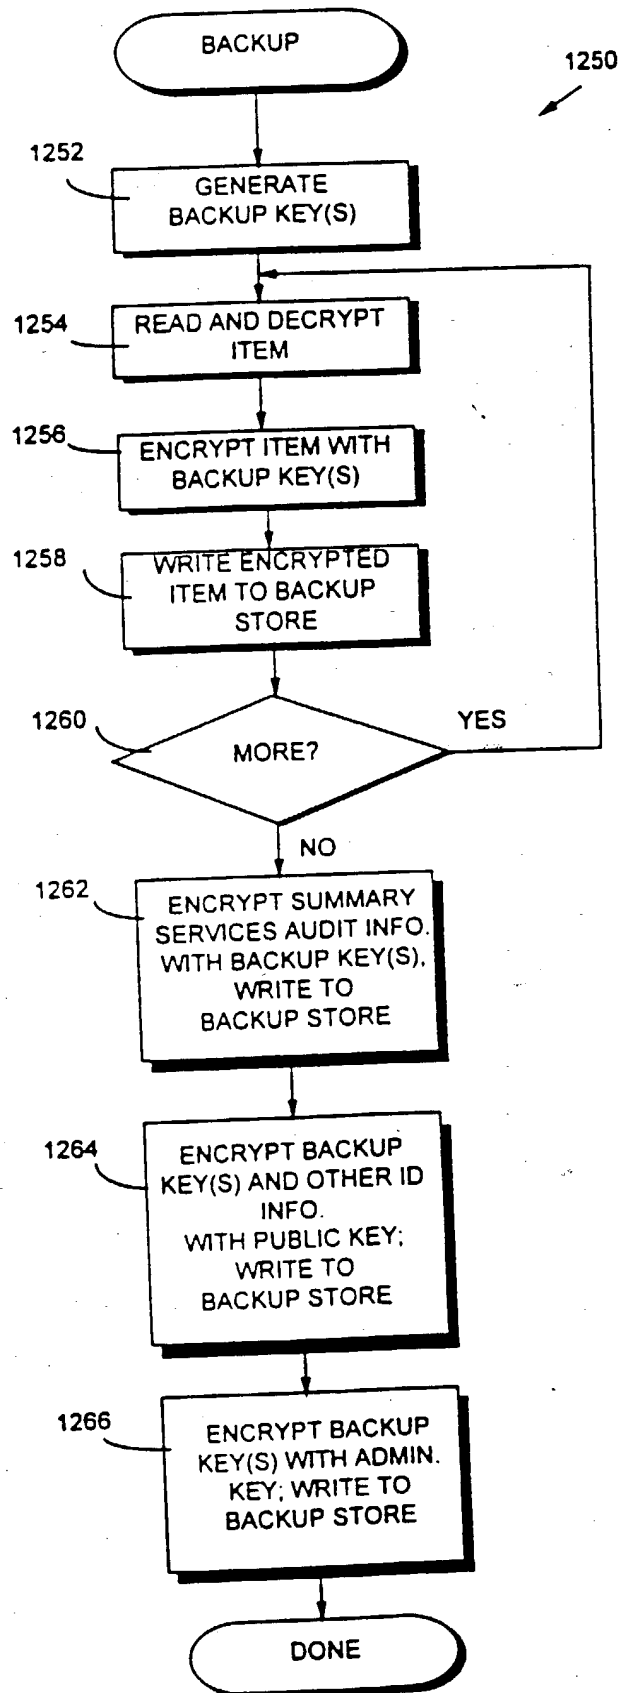 BACKUP
1250
1252
GENERATE
BACKUP KEY(S)
1254
READ AND DECRYPT
ITEM
1256
ENCRYPT ITEM WITH
BACKUP KEY(S)
1258
WRITE ENCRYPTED
ITEM TO BACKUP
STORE
1260
MORE?
YES
NO
1262
ENCRYPT SUMMARY
SERVICES AUDIT INFO.
WITH BACKUP KEY(S),
WRITE TO
BACKUP STORE
1264
ENCRYPT BACKUP
KEY(S) AND OTHER ID
INFO.
WITH PUBLIC KEY;
WRITE TO
BACKUP STORE
1266
ENCRYPT BACKUP
KEY(S) WITH ADMIN.
KEY; WRITE TO
BACKUP STORE
DONE